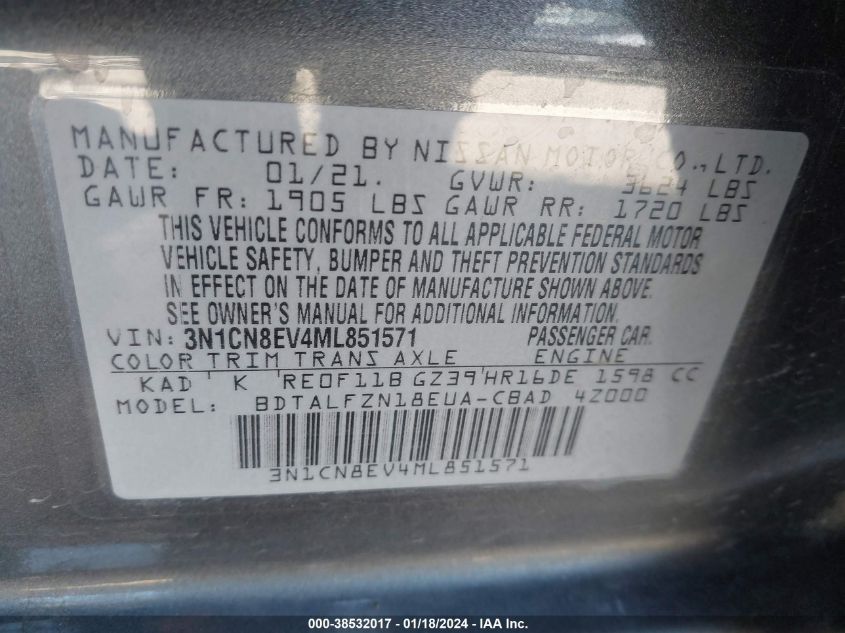 MANUFACTURED BY NISSAN MOTOR CO., LTD.
DATE: 01/21. GVWR: 3624 LBS
GAWR FR: 1905 LBS GAWR RR: 1720 LBS
THIS VEHICLE CONFORMS TO ALL APPLICABLE FEDERAL MOTOR
VEHICLE SAFETY, BUMPER AND THEFT PREVENTION STANDARDS
IN EFFECT ON THE DATE OF MANUFACTURE SHOWN ABOVE.
SEE OWNER'S MANUAL FOR ADDITIONAL INFORMATION.
VIN: 3N1CN8EV4ML851571 PASSENGER CAR.
COLOR TRIM TRANS AXLE ENGINE
KAD K RE0F11B GZ39 HR16DE 1598 CC
MODEL: BDTALFZN18EUA-CBAD 4Z000
3N1CN8EV4ML851571
000-38532017 | 01/18/2024 - IAA Inc.